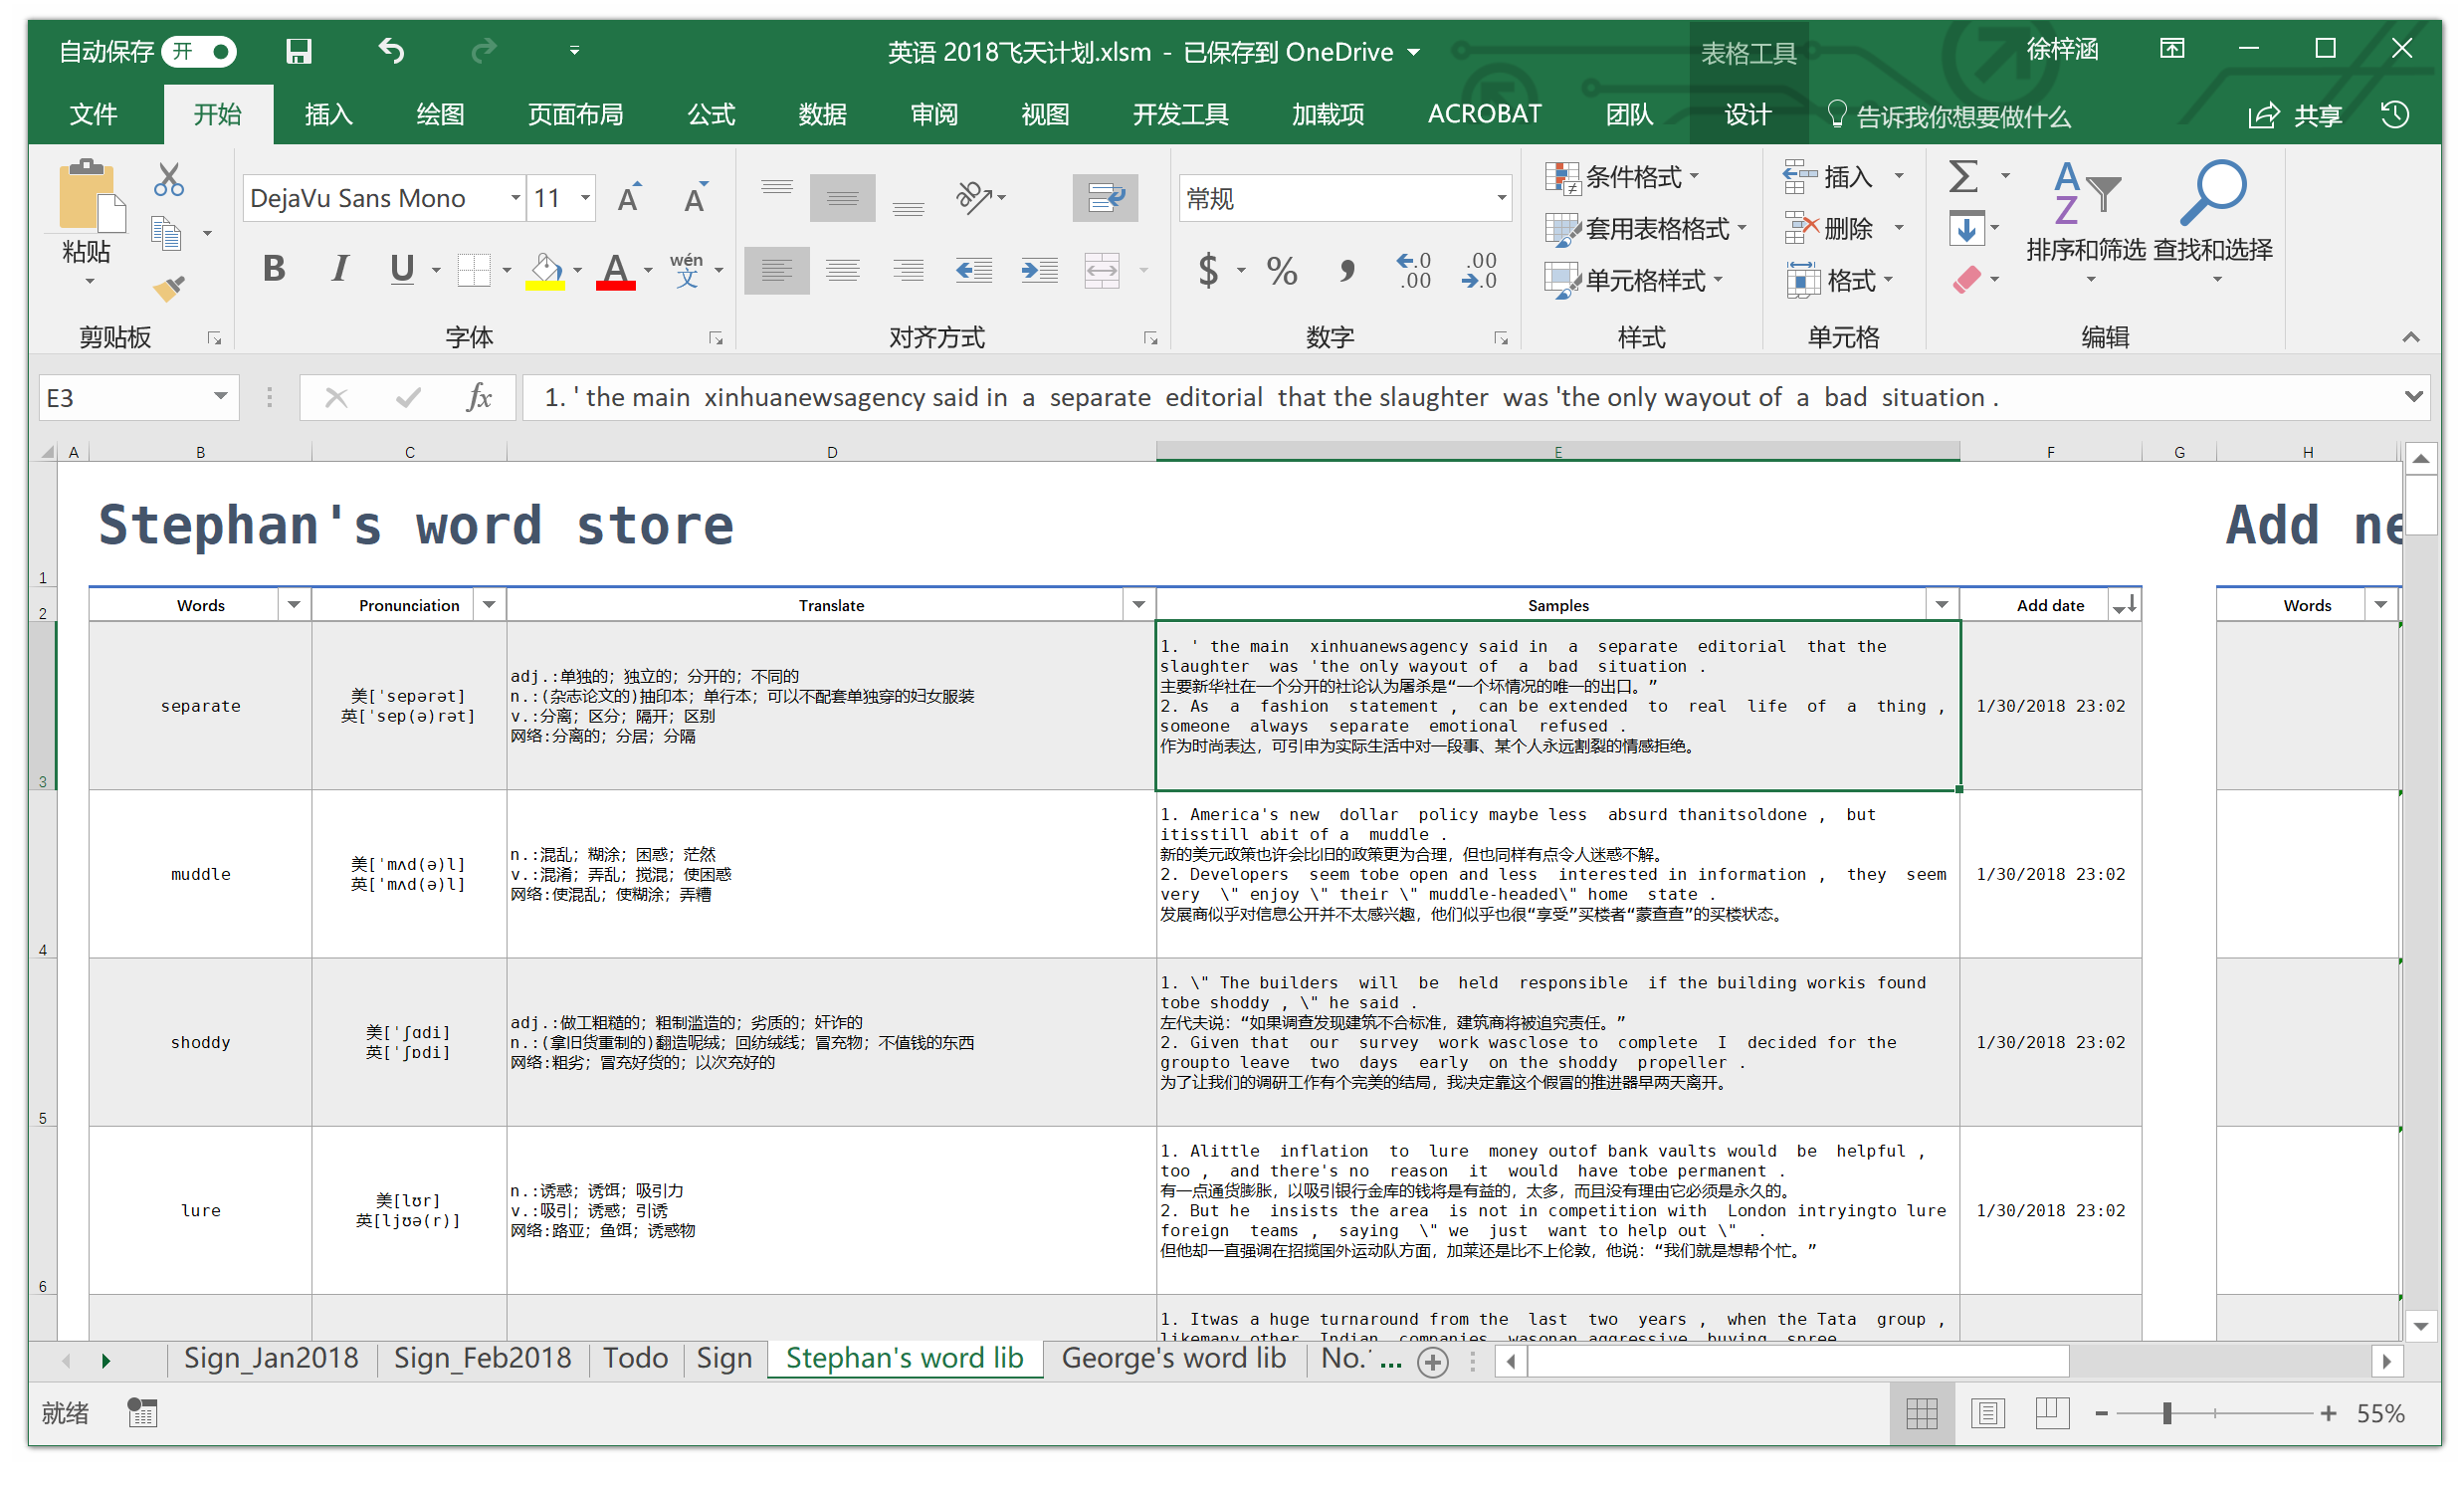 自动保存 开 英语 2018飞天计划.xlsm - 已保存到 OneDrive 表格工具 徐梓涵
文件 开始 插入 绘图 页面布局 公式 数据 审阅 视图 开发工具 加载项 ACROBAT 团队 设计 告诉我你想要做什么 共享
粘贴
剪贴板
DejaVu Sans Mono 11 A A
B I U A wén 文
字体
ab
对齐方式
常规
$ % , .0 .00 .00 .0
数字
条件格式
套用表格格式
单元格样式
样式
插入
删除
格式
单元格
Σ A Z
排序和筛选 查找和选择
编辑
E3 fx 1. ' the main  xinhuanewsagency said in  a  separate  editorial  that the slaughter  was 'the only wayout of  a  bad  situation .
A B C D E F G H
1 Stephan's word store Add ne
2 Words Pronunciation Translate Samples Add date Words
3
separate
美[ˈsepərət]
英[ˈsep(ə)rət]
adj.:单独的; 独立的; 分开的; 不同的
n.:(杂志论文的)抽印本; 单行本; 可以不配套单独穿的妇女服装
v.:分离; 区分; 隔开; 区别
网络:分离的; 分居; 分隔
1. ' the main  xinhuanewsagency said in  a  separate  editorial  that the
slaughter  was 'the only wayout of  a  bad  situation .
主要新华社在一个分开的社论认为屠杀是“一个坏情况的唯一的出口。”
2. As  a  fashion  statement ,  can be extended  to  real  life  of  a  thing ,
someone  always  separate  emotional  refused .
作为时尚表达，可引申为实际生活中对一段事、某个人永远割裂的情感拒绝。
1/30/2018 23:02
4
muddle
美[ˈmʌd(ə)l]
英[ˈmʌd(ə)l]
n.:混乱; 糊涂; 困惑; 茫然
v.:混淆; 弄乱; 搅混; 使困惑
网络:使混乱; 使糊涂; 弄糟
1. America's new  dollar  policy maybe less  absurd thanitsoldone ,  but
itisstill abit of a  muddle .
新的美元政策也许会比旧的政策更为合理，但也同样有点令人迷惑不解。
2. Developers  seem tobe open and less  interested in information ,  they  seem
very  \" enjoy \" their \" muddle-headed\" home  state .
发展商似乎对信息公开并不太感兴趣，他们似乎也很“享受”买楼者“蒙查查”的买楼状态。
1/30/2018 23:02
5
shoddy
美[ˈʃɑdi]
英[ˈʃɒdi]
adj.:做工粗糙的; 粗制滥造的; 劣质的; 奸诈的
n.:(拿旧货重制的)翻造呢绒; 回纺绒线; 冒充物; 不值钱的东西
网络:粗劣; 冒充好货的; 以次充好的
1. \" The builders  will  be  held  responsible  if the building workis found
tobe shoddy , \" he said .
左代夫说：“如果调查发现建筑不合标准，建筑商将被追究责任。”
2. Given that  our  survey  work wasclose to  complete  I  decided for the
groupto leave  two  days  early  on the shoddy  propeller .
为了让我们的调研工作有个完美的结局，我决定靠这个假冒的推进器早两天离开。
1/30/2018 23:02
6
lure
美[lʊr]
英[ljʊə(r)]
n.:诱惑; 诱饵; 吸引力
v.:吸引; 诱惑; 引诱
网络:路亚; 鱼饵; 诱惑物
1. Alittle  inflation  to  lure  money outof bank vaults would  be  helpful ,
too ,  and there's no  reason  it  would  have tobe permanent .
有一点通货膨胀，以吸引银行金库的钱将是有益的，太多，而且没有理由它必须是永久的。
2. But he  insists the area  is not in competition with  London intryingto lure
foreign  teams ,  saying  \" we  just  want to help out \"  .
但他却一直强调在招揽国外运动队方面，加莱还是比不上伦敦，他说：“我们就是想帮个忙。”
1/30/2018 23:02
1. Itwas a huge turnaround from the  last  two  years ,  when the Tata  group ,
likemany other  Indian  companies  wasonan aggressive  buying  spree
Sign_Jan2018 Sign_Feb2018 Todo Sign Stephan's word lib George's word lib No. ...
就绪 55%